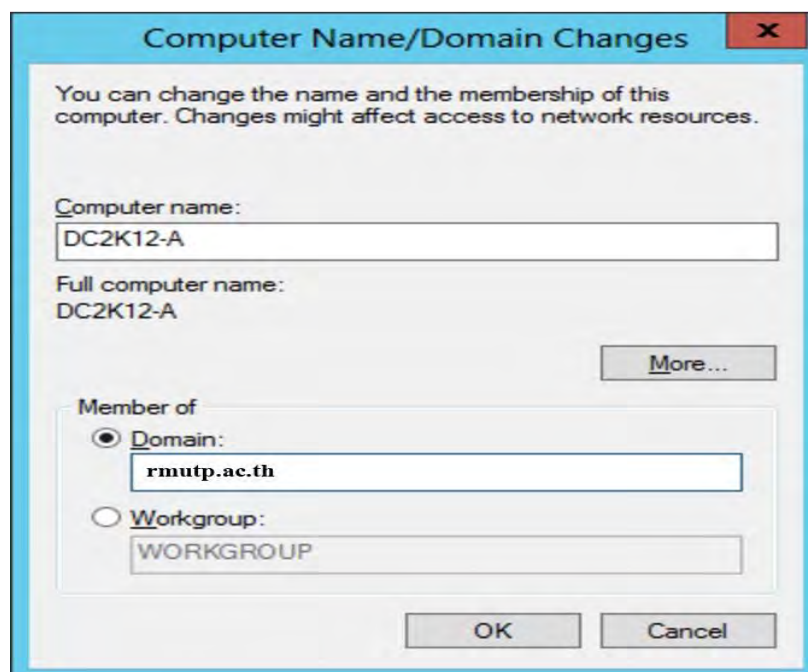 Computer Name/Domain Changes
x
You can change the name and the membership of this
computer. Changes might affect access to network resources.
Computer name:
DC2K12-A
Full computer name:
DC2K12-A
More...
Member of
Domain:
rmutp.ac.th
Workgroup:
WORKGROUP
OK Cancel